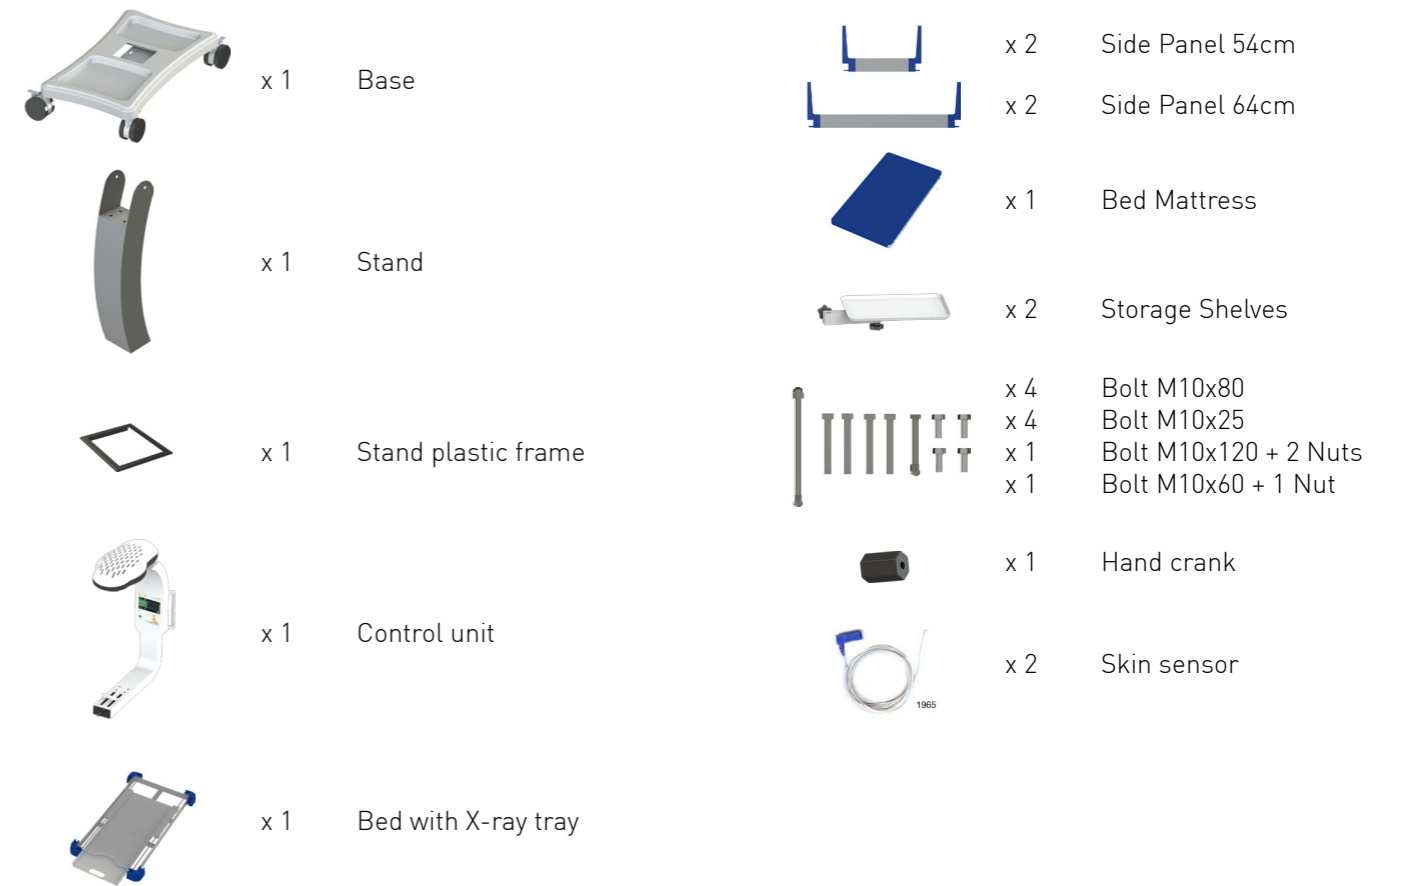 x 1 Base
x 1 Stand
x 1 Stand plastic frame
x 1 Control unit
x 1 Bed with X-ray tray
x 2 Side Panel 54cm
x 2 Side Panel 64cm
x 1 Bed Mattress
x 2 Storage Shelves
x 4 Bolt M10x80
x 4 Bolt M10x25
x 1 Bolt M10x120 + 2 Nuts
x 1 Bolt M10x60 + 1 Nut
x 1 Hand crank
x 2 Skin sensor
1965